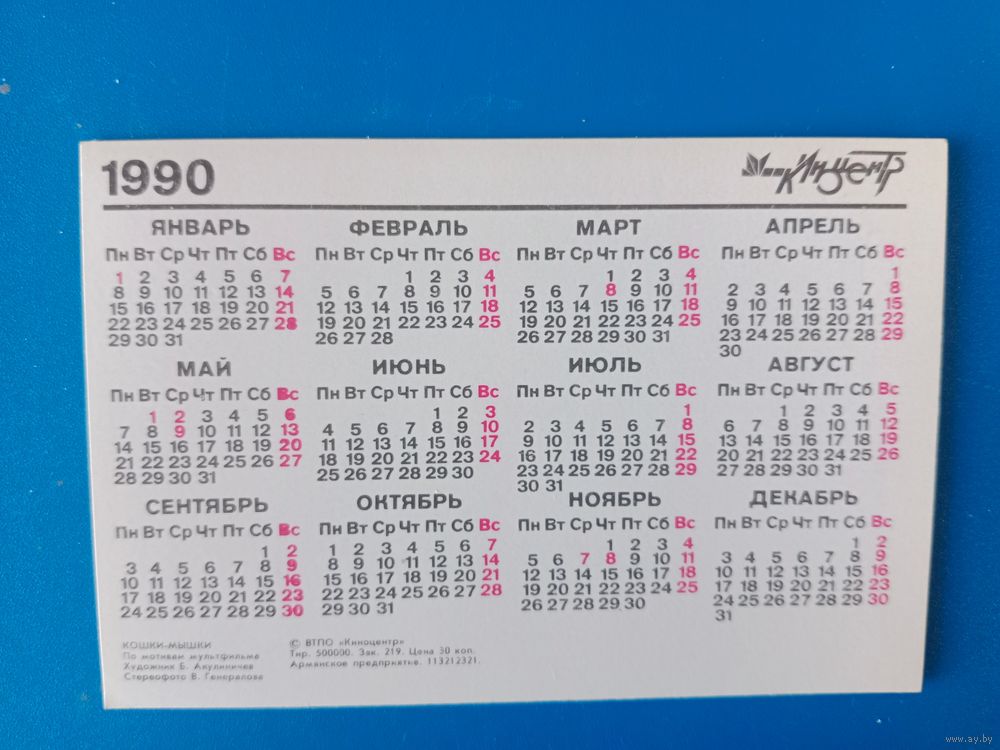 1990
Киноцентр
ЯНВАРЬ ФЕВРАЛЬ МАРТ АПРЕЛЬ
Пн Вт Ср Чт Пт Сб Вс Пн Вт Ср Чт Пт Сб Вс Пн Вт Ср Чт Пт Сб Вс Пн Вт Ср Чт Пт Сб Вс
1 2 3 4 5 6 7 1 2 3 4 1 2 3 4 1
8 9 10 11 12 13 14 5 6 7 8 9 10 11 5 6 7 8 9 10 11 2 3 4 5 6 7 8
15 16 17 18 19 20 21 12 13 14 15 16 17 18 12 13 14 15 16 17 18 9 10 11 12 13 14 15
22 23 24 25 26 27 28 19 20 21 22 23 24 25 19 20 21 22 23 24 25 16 17 18 19 20 21 22
29 30 31 26 27 28 26 27 28 29 30 31 23 24 25 26 27 28 29
30
МАЙ ИЮНЬ ИЮЛЬ АВГУСТ
Пн Вт Ср Чт Пт Сб Вс Пн Вт Ср Чт Пт Сб Вс Пн Вт Ср Чт Пт Сб Вс Пн Вт Ср Чт Пт Сб Вс
1 2 3 4 5 6 1 2 3 1 1 2 3 4 5
7 8 9 10 11 12 13 4 5 6 7 8 9 10 2 3 4 5 6 7 8 6 7 8 9 10 11 12
14 15 16 17 18 19 20 11 12 13 14 15 16 17 9 10 11 12 13 14 15 13 14 15 16 17 18 19
21 22 23 24 25 26 27 18 19 20 21 22 23 24 16 17 18 19 20 21 22 20 21 22 23 24 25 26
28 29 30 31 25 26 27 28 29 30 23 24 25 26 27 28 29 27 28 29 30 31
30 31
СЕНТЯБРЬ ОКТЯБРЬ НОЯБРЬ ДЕКАБРЬ
Пн Вт Ср Чт Пт Сб Вс Пн Вт Ср Чт Пт Сб Вс Пн Вт Ср Чт Пт Сб Вс Пн Вт Ср Чт Пт Сб Вс
1 2 1 2 3 4 5 6 7 1 2 3 4 1 2
3 4 5 6 7 8 9 8 9 10 11 12 13 14 5 6 7 8 9 10 11 3 4 5 6 7 8 9
10 11 12 13 14 15 16 15 16 17 18 19 20 21 12 13 14 15 16 17 18 10 11 12 13 14 15 16
17 18 19 20 21 22 23 22 23 24 25 26 27 28 19 20 21 22 23 24 25 17 18 19 20 21 22 23
24 25 26 27 28 29 30 29 30 31 26 27 28 29 30 24 25 26 27 28 29 30
31
КОШКИ-МЫШКИ
По мотивам мультфильма
Художник Б. Акулиничев
Стереофото В. Генералова
© ВТПО «Киноцентр»
Тир. 500000. Зак. 219. Цена 30 коп.
Армянское предприятие. 113212321.
www.ay.by